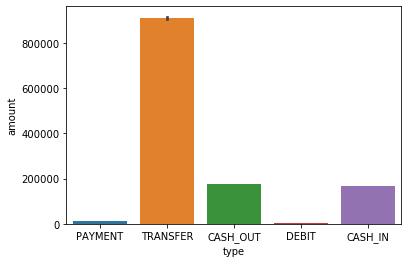 800000
600000
400000
200000
0
amount
PAYMENT TRANSFER CASH_OUT DEBIT CASH_IN
type